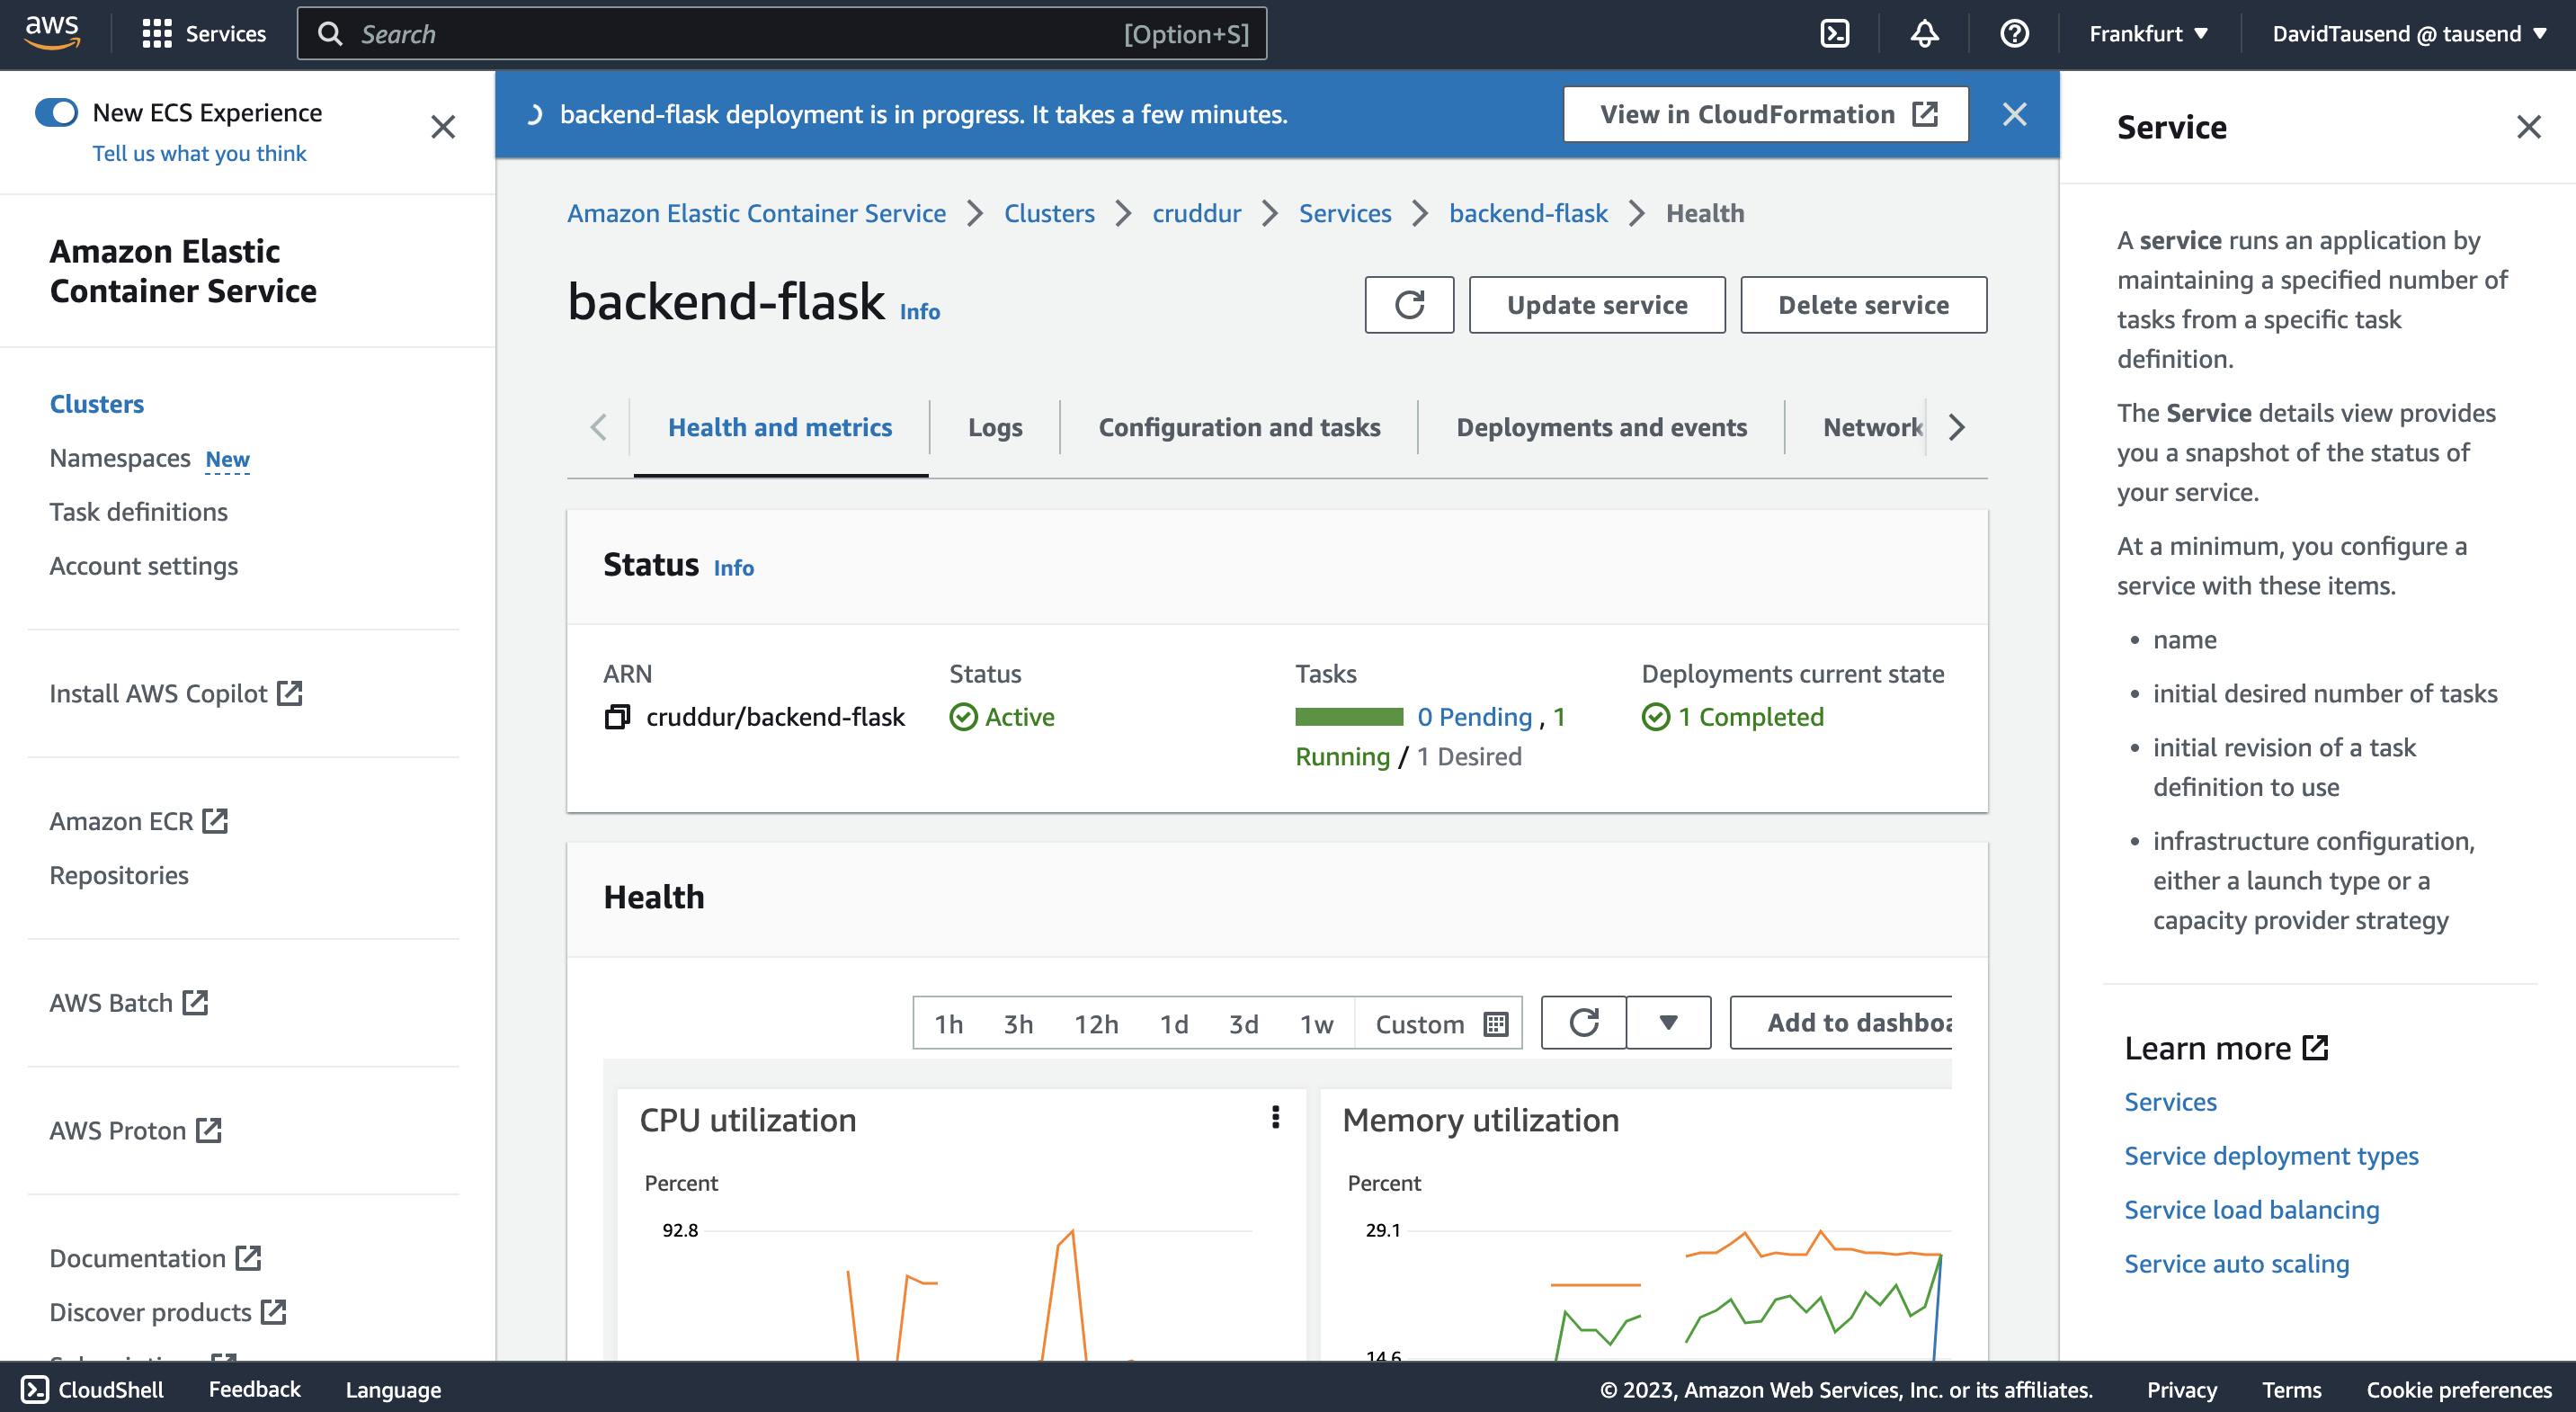 aws
Services
Search
[Option+S]
Frankfurt
DavidTausend @ tausend
New ECS Experience
Tell us what you think
Amazon Elastic
Container Service
Clusters
Namespaces New
Task definitions
Account settings
Install AWS Copilot
Amazon ECR
Repositories
AWS Batch
AWS Proton
Documentation
Discover products
backend-flask deployment is in progress. It takes a few minutes.
View in CloudFormation
Amazon Elastic Container Service > Clusters > cruddur > Services > backend-flask > Health
backend-flask Info
Update service
Delete service
Health and metrics
Logs
Configuration and tasks
Deployments and events
Network
Status Info
ARN
cruddur/backend-flask
Status
Active
Tasks
0 Pending , 1
Running / 1 Desired
Deployments current state
1 Completed
Health
1h 3h 12h 1d 3d 1w Custom
Add to dashboa
CPU utilization
Percent
92.8
Memory utilization
Percent
29.1
14.6
Service
A service runs an application by
maintaining a specified number of
tasks from a specific task
definition.
The Service details view provides
you a snapshot of the status of
your service.
At a minimum, you configure a
service with these items.
• name
• initial desired number of tasks
• initial revision of a task
definition to use
• infrastructure configuration,
either a launch type or a
capacity provider strategy
Learn more
Services
Service deployment types
Service load balancing
Service auto scaling
CloudShell
Feedback
Language
© 2023, Amazon Web Services, Inc. or its affiliates.
Privacy
Terms
Cookie preferences